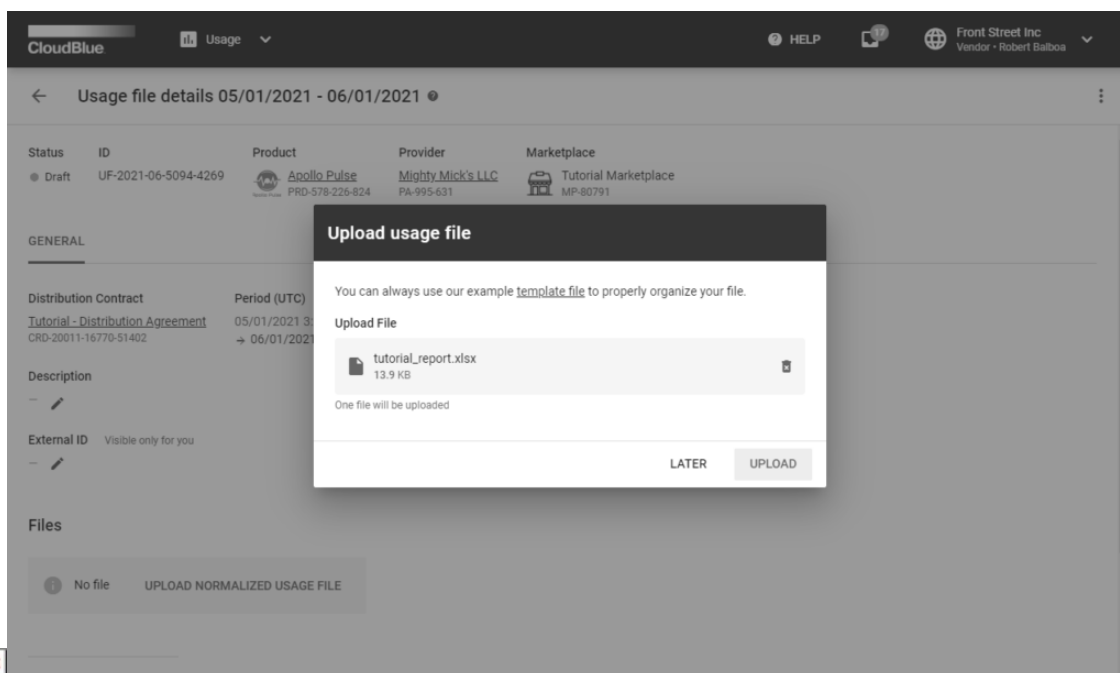 CloudBlue
Usage
HELP
17
Front Street Inc
Vendor • Robert Balboa
Usage file details 05/01/2021 - 06/01/2021
Status
ID
Product
Provider
Marketplace
Draft
UF-2021-06-5094-4269
Apollo Pulse
PRD-578-226-824
Mighty Mick's LLC
PA-995-631
Tutorial Marketplace
MP-80791
GENERAL
Upload usage file
You can always use our example template file to properly organize your file.
Upload File
tutorial_report.xlsx
13.9 KB
One file will be uploaded
LATER
UPLOAD
Distribution Contract
Tutorial - Distribution Agreement
CRD-20011-16770-51402
Period (UTC)
05/01/2021 3:
→ 06/01/2021
Description
–
External ID Visible only for you
–
Files
No file
UPLOAD NORMALIZED USAGE FILE